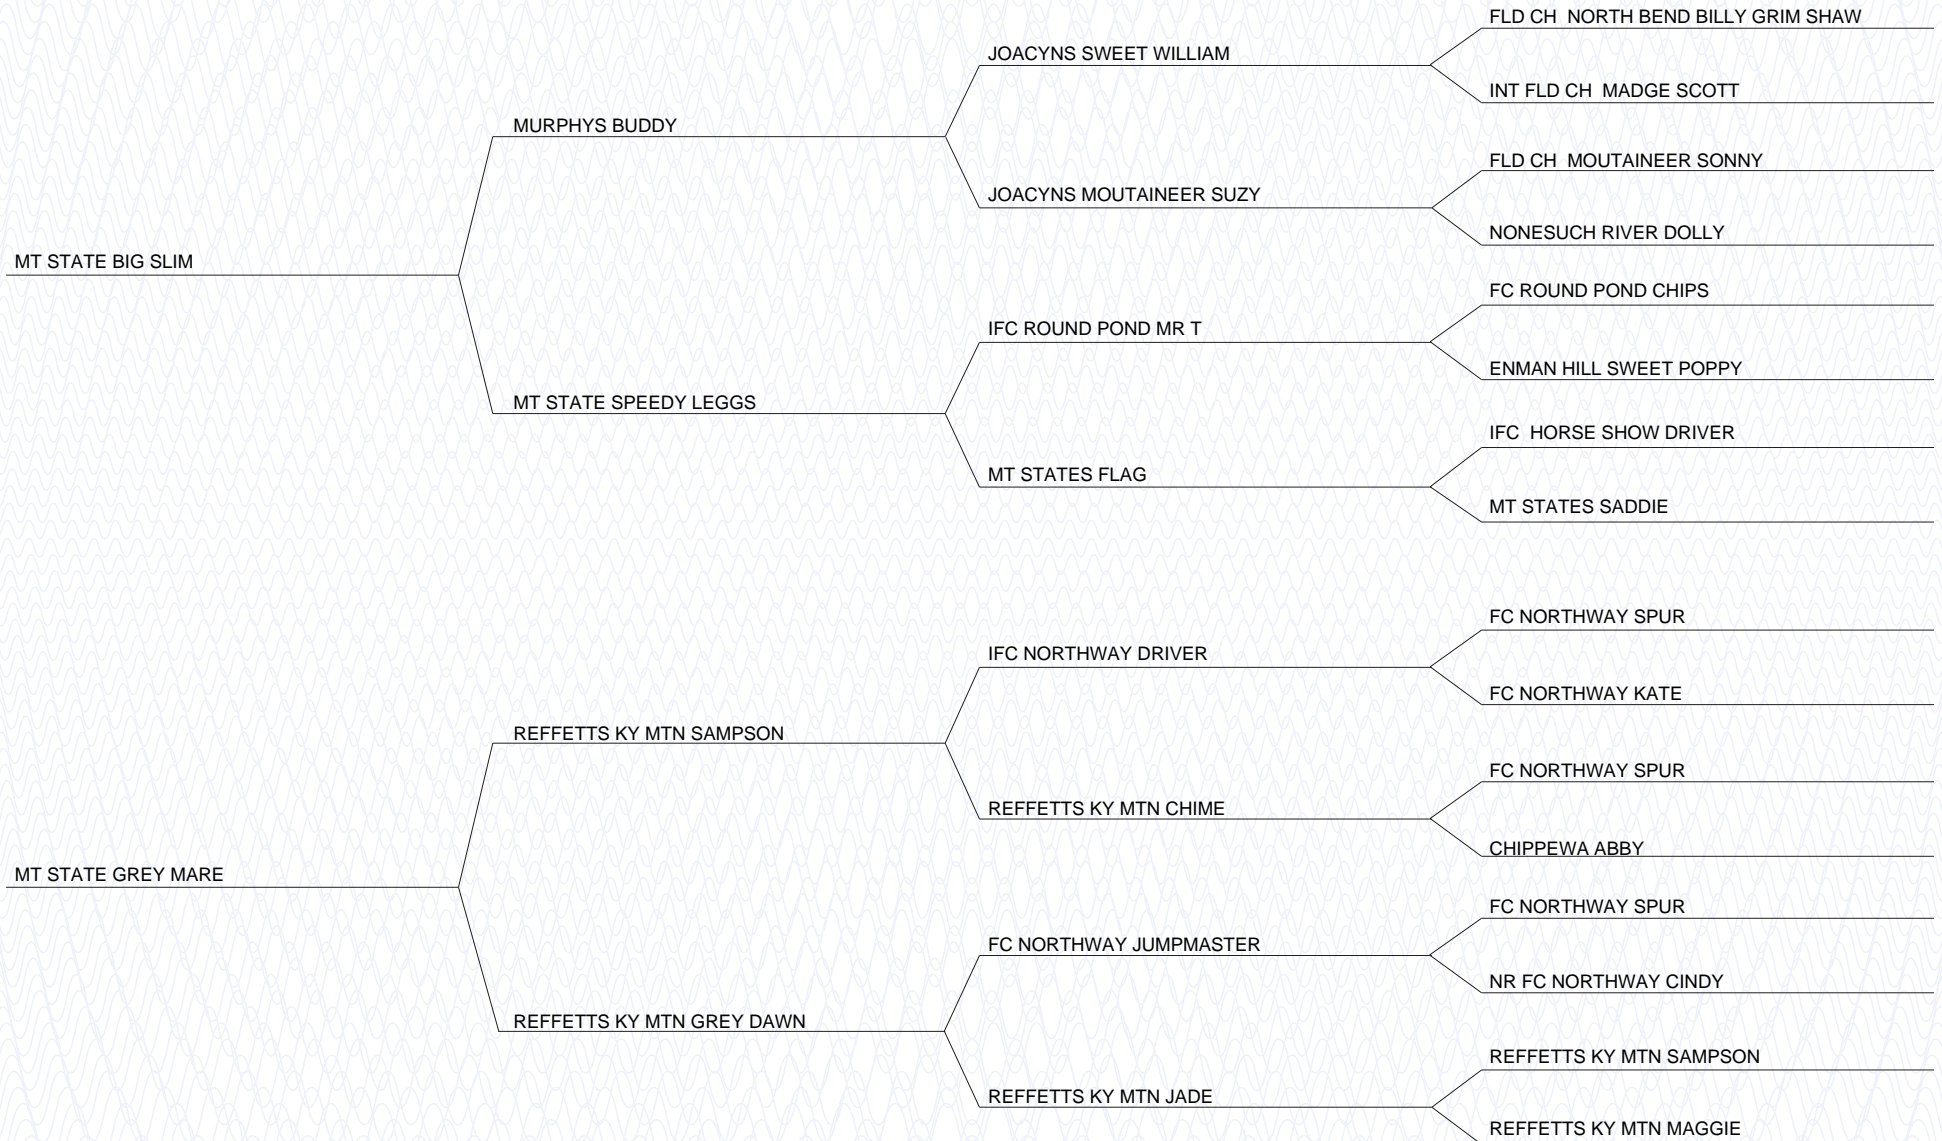 FLD CH  NORTH BEND BILLY GRIM SHAW
JOACYNS SWEET WILLIAM
INT FLD CH  MADGE SCOTT
MURPHYS BUDDY
FLD CH  MOUTAINEER SONNY
JOACYNS MOUTAINEER SUZY
NONESUCH RIVER DOLLY
MT STATE BIG SLIM
FC ROUND POND CHIPS
IFC ROUND POND MR T
ENMAN HILL SWEET POPPY
MT STATE SPEEDY LEGGS
IFC  HORSE SHOW DRIVER
MT STATES FLAG
MT STATES SADDIE
FC NORTHWAY SPUR
IFC NORTHWAY DRIVER
FC NORTHWAY KATE
REFFETTS KY MTN SAMPSON
FC NORTHWAY SPUR
REFFETTS KY MTN CHIME
CHIPPEWA ABBY
MT STATE GREY MARE
FC NORTHWAY SPUR
FC NORTHWAY JUMPMASTER
NR FC NORTHWAY CINDY
REFFETTS KY MTN GREY DAWN
REFFETTS KY MTN SAMPSON
REFFETTS KY MTN JADE
REFFETTS KY MTN MAGGIE